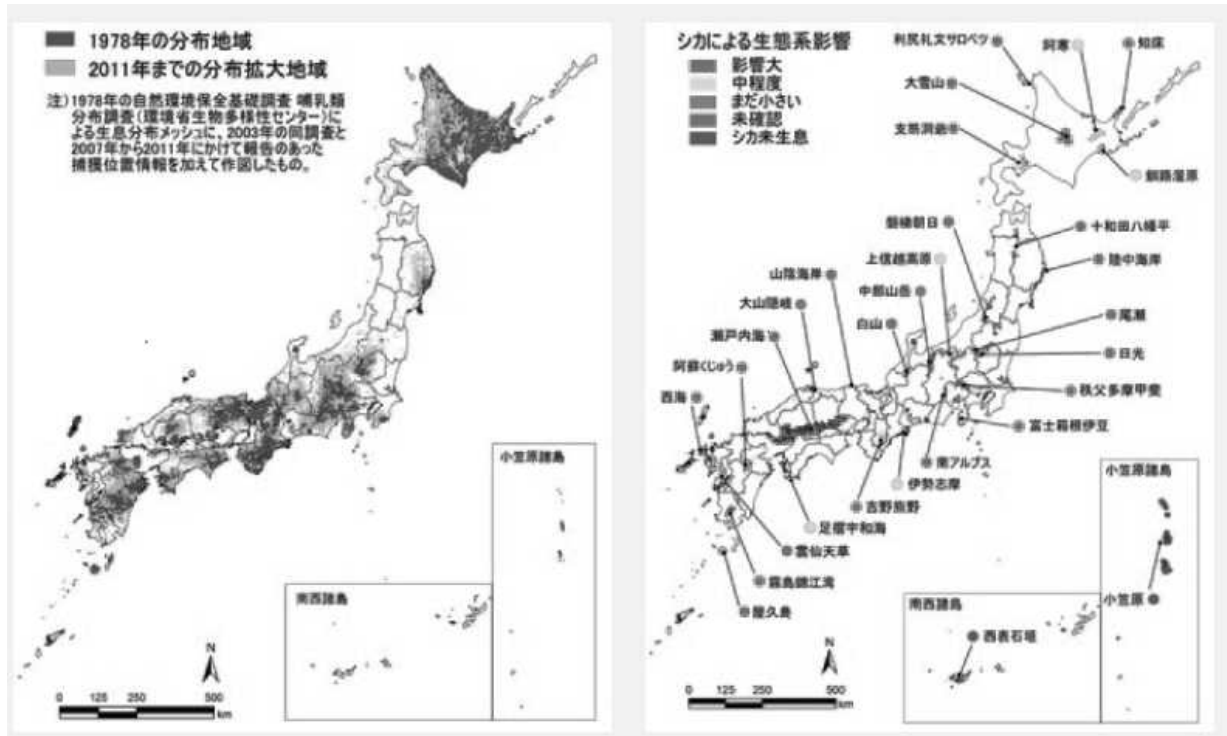 1978年の分布地域
2011年までの分布拡大地域
注)1978年の自然環境保全基礎調査 哺乳類
分布調査(環境省生物多様性センター)に
よる生息分布メッシュに、2003年の同調査と
2007年から2011年にかけて報告のあった
捕獲位置情報を加えて作図したもの。
小笠原諸島
南西諸島
N
0 125 250 500
km
シカによる生態系影響
影響大
中程度
まだ小さい
未確認
シカ未生息
利尻礼文サロベツ
阿寒
知床
大雪山
支笏洞爺
釧路湿原
磐梯朝日
十和田八幡平
上信越高原
陸中海岸
山陰海岸
中部山岳
大山隠岐
尾瀬
白山
瀬戸内海
日光
阿蘇くじゅう
秩父多摩甲斐
西海
富士箱根伊豆
南アルプス
伊勢志摩
吉野熊野
足摺宇和海
雲仙天草
霧島錦江湾
屋久島
小笠原諸島
小笠原
南西諸島
西表石垣
N
0 125 250 500
km